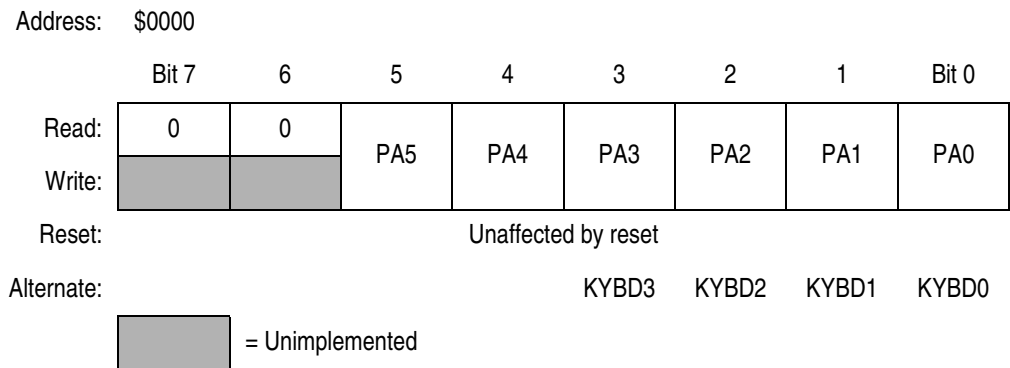 Address: $0000
Bit 7 6 5 4 3 2 1 Bit 0
Read: 0 0 PA5 PA4 PA3 PA2 PA1 PA0
Write:
Reset: Unaffected by reset
Alternate: KYBD3 KYBD2 KYBD1 KYBD0
= Unimplemented